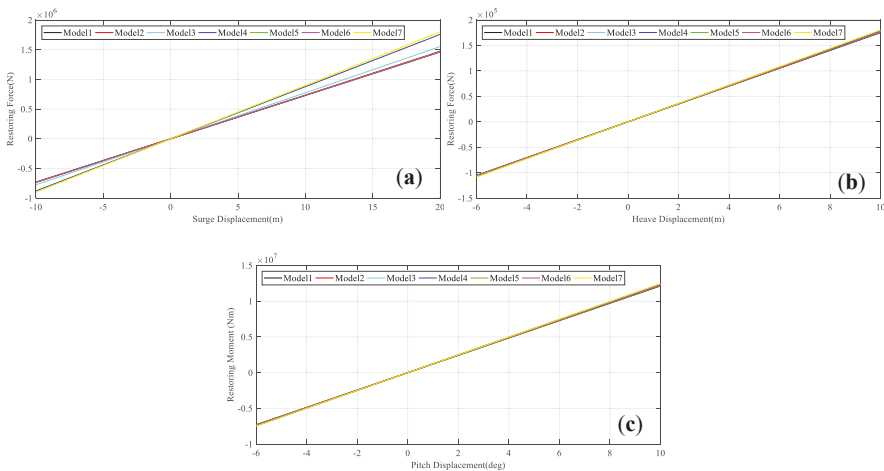 ×10⁶
Model1 Model2 Model3 Model4 Model5 Model6 Model7
Restoring Force(N)
2
1.5
1
0.5
0
-0.5
-1
-10 -5 0 5 10 15 20
Surge Displacement(m)
(a)
×10⁵
Model1 Model2 Model3 Model4 Model5 Model6 Model7
Restoring Force(N)
2
1.5
1
0.5
0
-0.5
-1
-1.5
-6 -4 -2 0 2 4 6 8 10
Heave Displacement(m)
(b)
×10⁷
Model1 Model2 Model3 Model4 Model5 Model6 Model7
Restoring Moment (Nm)
1.5
1
0.5
0
-0.5
-1
-6 -4 -2 0 2 4 6 8 10
Pitch Displacement(deg)
(c)